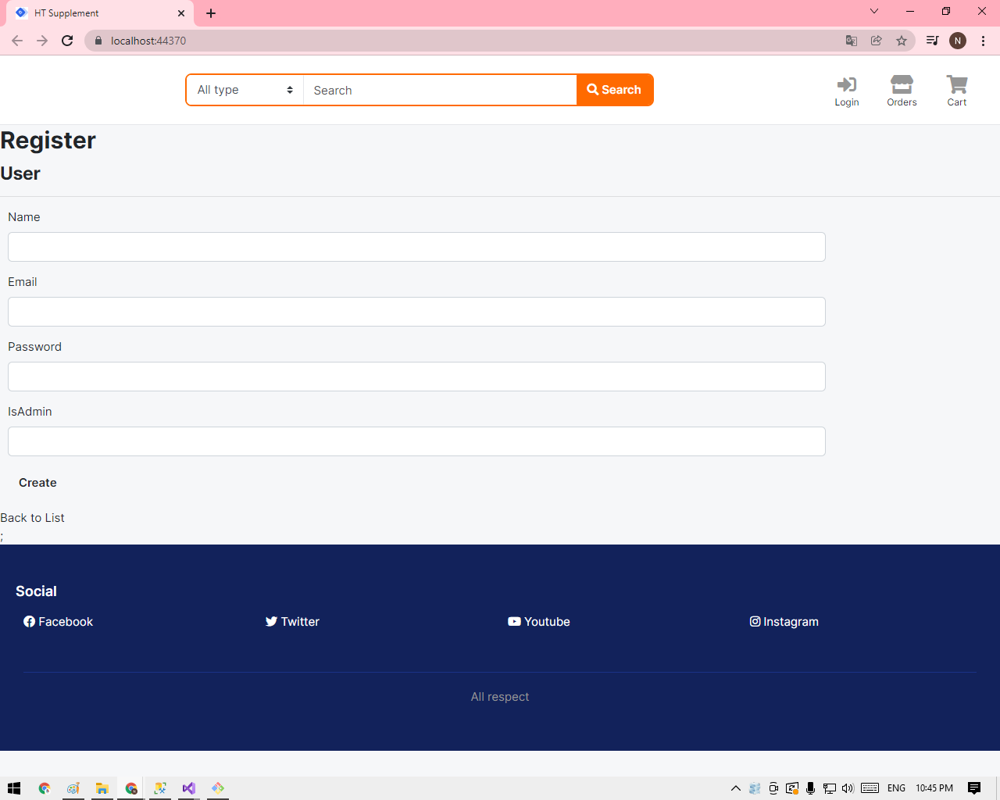 HT Supplement
localhost:44370
N
All type
Search
Search
Login
Orders
Cart
Register
User
Name
Email
Password
IsAdmin
Create
Back to List
;
Social
Facebook
Twitter
Youtube
Instagram
All respect
ENG
10:45 PM